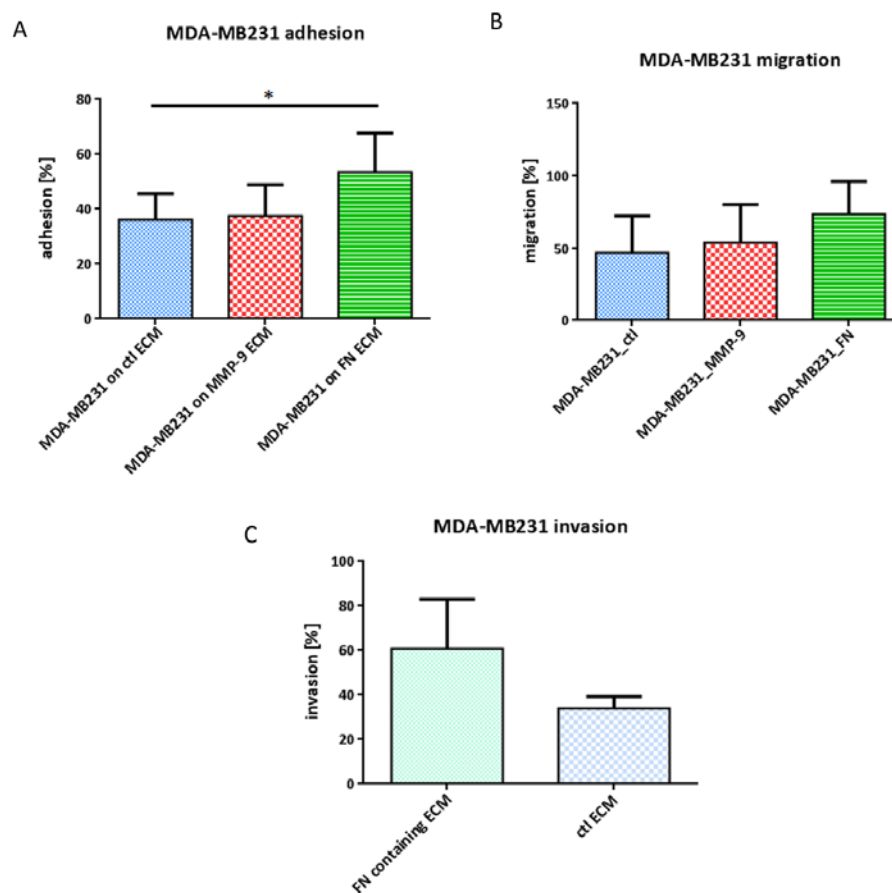 A
MDA-MB231 adhesion
*
adhesion [%]
80
60
40
20
0
MDA-MB231 on ctl ECM
MDA-MB231 on MMP-9 ECM
MDA-MB231 on FN ECM
B
MDA-MB231 migration
migration [%]
150
100
50
0
MDA-MB231_ctl
MDA-MB231_MMP-9
MDA-MB231_FN
C
MDA-MB231 invasion
invasion [%]
100
80
60
40
20
0
FN containing ECM
ctl ECM